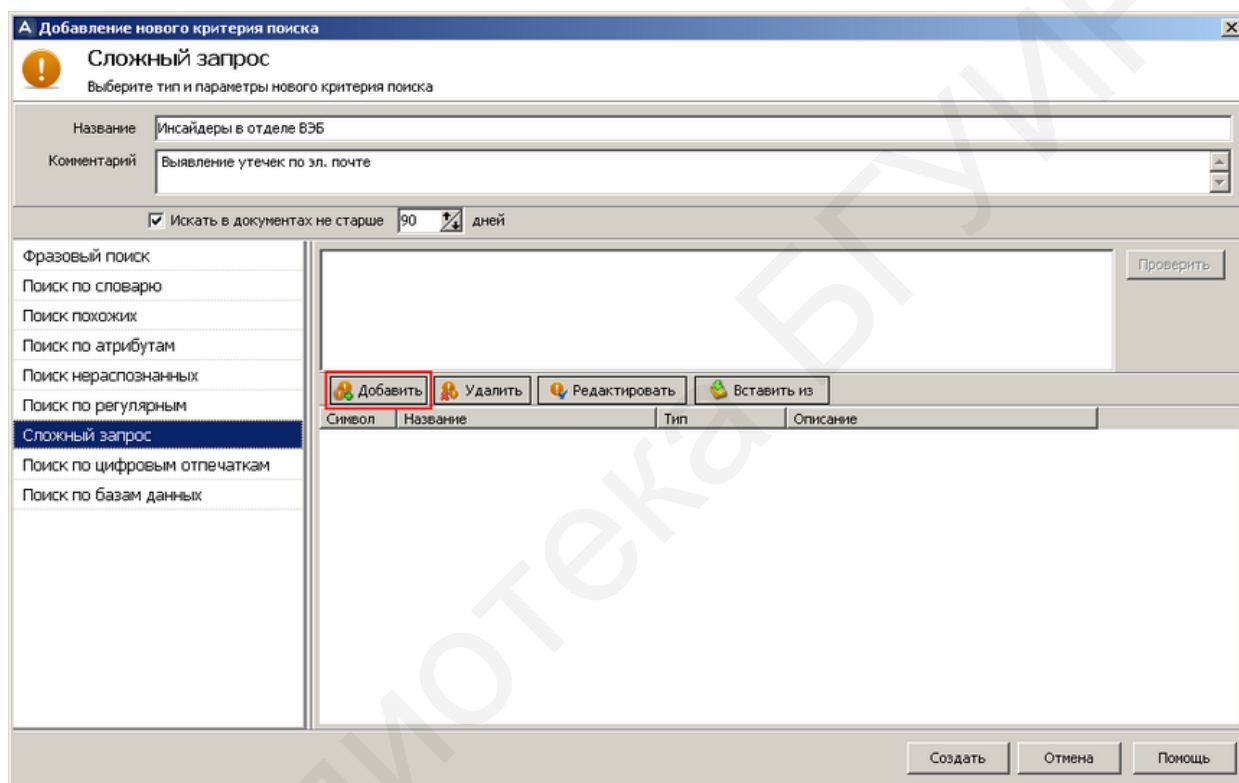 Добавление нового критерия поиска
Сложный запрос
Выберите тип и параметры нового критерия поиска
Название Инсайдеры в отделе ВЭБ
Комментарий Выявление утечек по эл. почте
Искать в документах не старше 90 дней
Фразовый поиск
Поиск по словарю
Поиск похожих
Поиск по атрибутам
Поиск нераспознанных
Поиск по регулярным
Сложный запрос
Поиск по цифровым отпечаткам
Поиск по базам данных
Проверить
Добавить Удалить Редактировать Вставить из
Символ Название Тип Описание
Создать Отмена Помощь